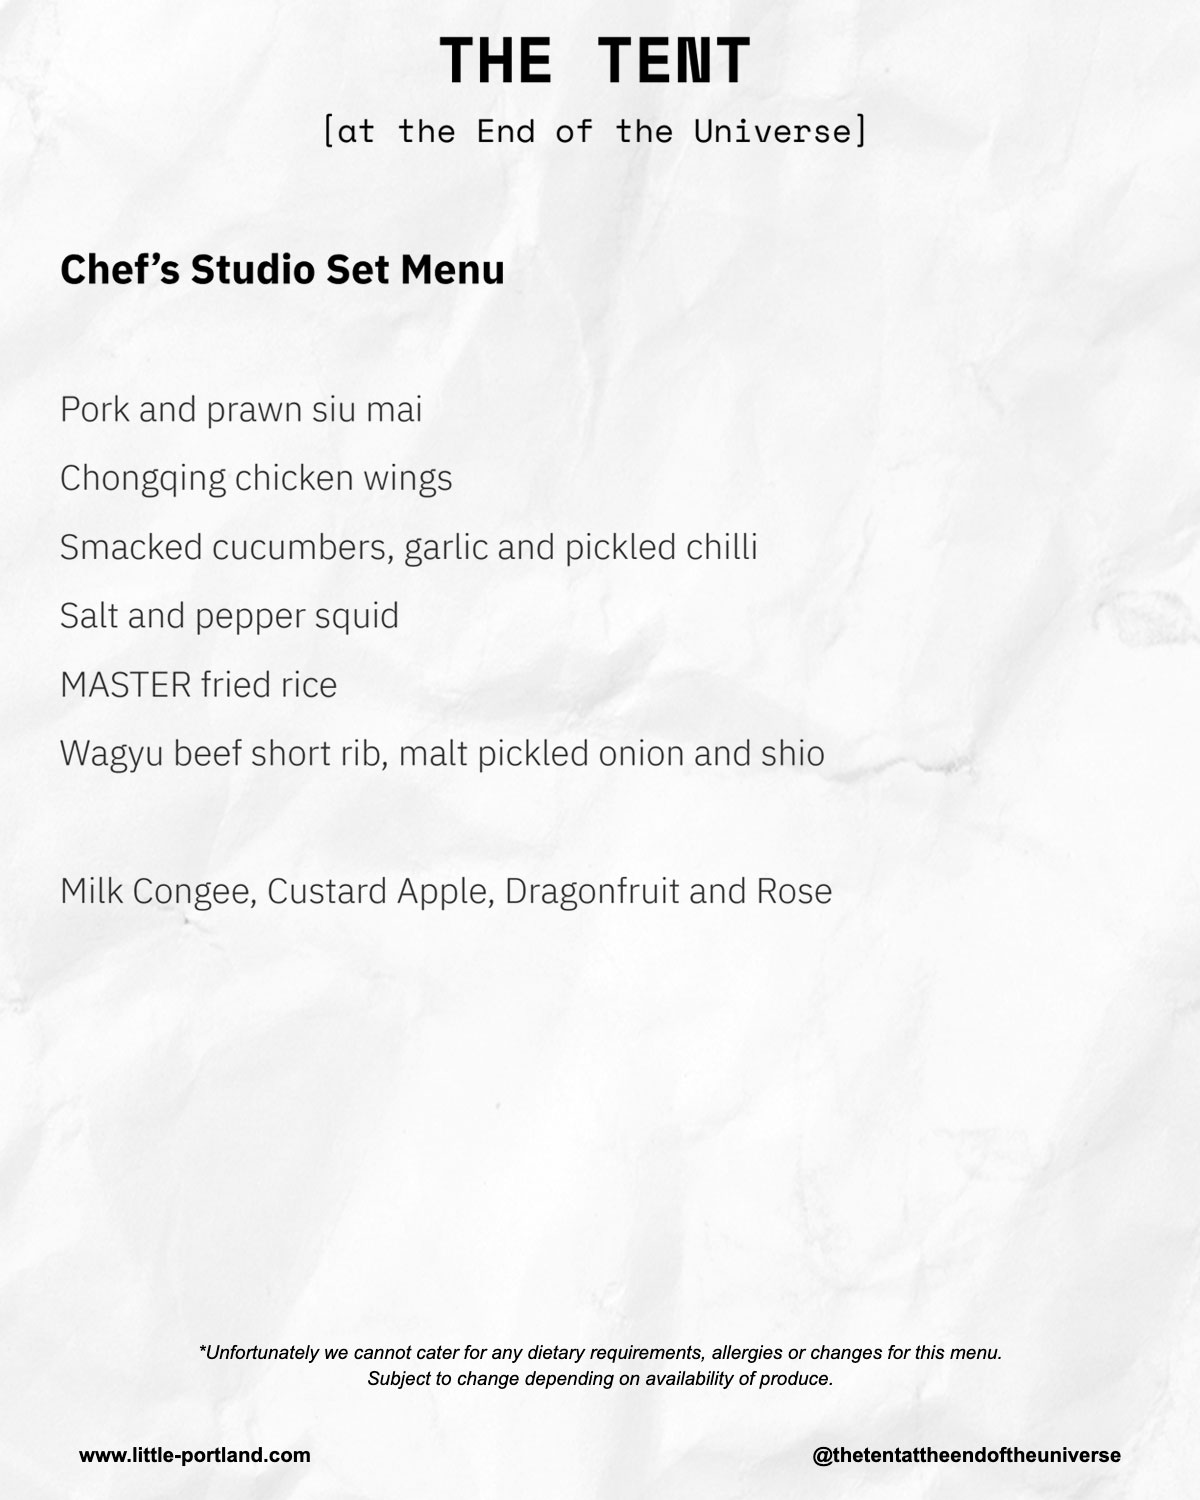 THE TENT
[at the End of the Universe]
Chef’s Studio Set Menu
Pork and prawn siu mai
Chongqing chicken wings
Smacked cucumbers, garlic and pickled chilli
Salt and pepper squid
MASTER fried rice
Wagyu beef short rib, malt pickled onion and shio
Milk Congee, Custard Apple, Dragonfruit and Rose
*Unfortunately we cannot cater for any dietary requirements, allergies or changes for this menu.
Subject to change depending on availability of produce.
www.little-portland.com
@thetentattheendoftheuniverse